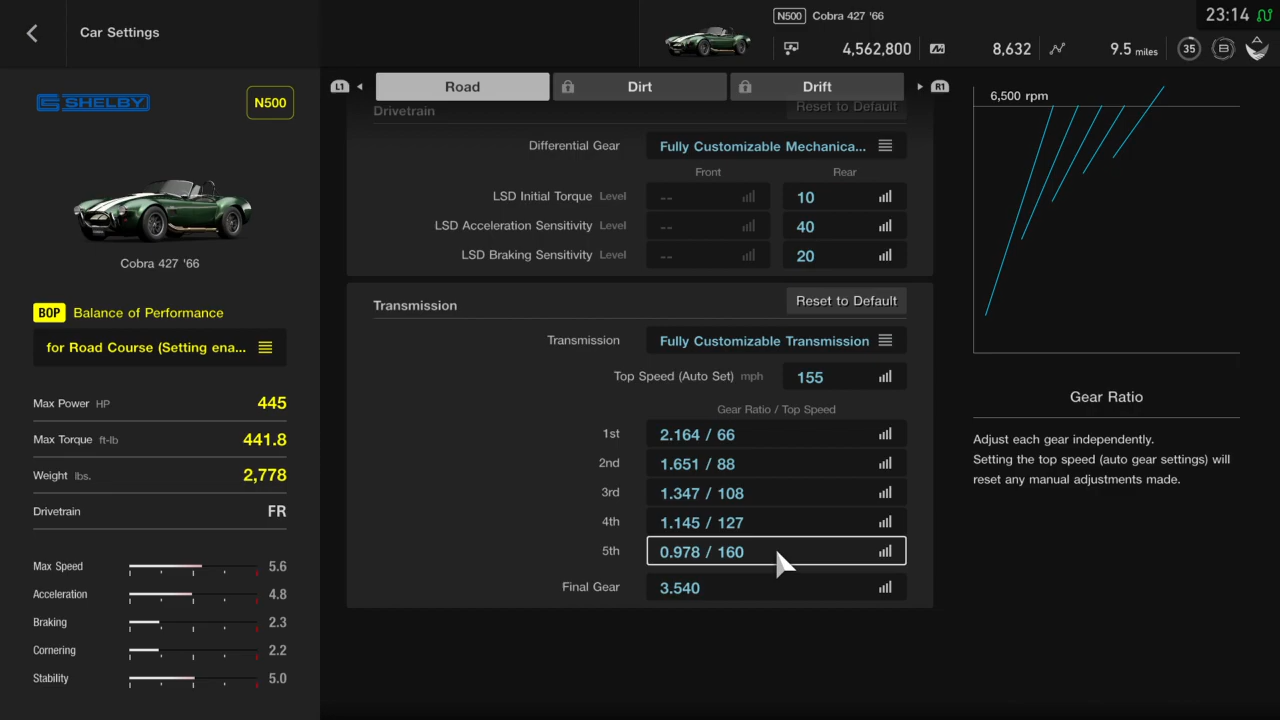 Car Settings
N500 Cobra 427 '66
23:14
4,562,800
8,632
9.5 miles
35
B
SHELBY
N500
Cobra 427 '66
BOP Balance of Performance
for Road Course (Setting ena...
Max Power HP 445
Max Torque ft-lb 441.8
Weight lbs. 2,778
Drivetrain FR
Max Speed 5.6
Acceleration 4.8
Braking 2.3
Cornering 2.2
Stability 5.0
L1 Road Dirt Drift R1
Drivetrain Reset to Default
Differential Gear Fully Customizable Mechanica...
Front Rear
LSD Initial Torque Level -- 10
LSD Acceleration Sensitivity Level -- 40
LSD Braking Sensitivity Level -- 20
Transmission Reset to Default
Transmission Fully Customizable Transmission
Top Speed (Auto Set) mph 155
Gear Ratio / Top Speed
1st 2.164 / 66
2nd 1.651 / 88
3rd 1.347 / 108
4th 1.145 / 127
5th 0.978 / 160
Final Gear 3.540
6,500 rpm
Gear Ratio
Adjust each gear independently.
Setting the top speed (auto gear settings) will
reset any manual adjustments made.